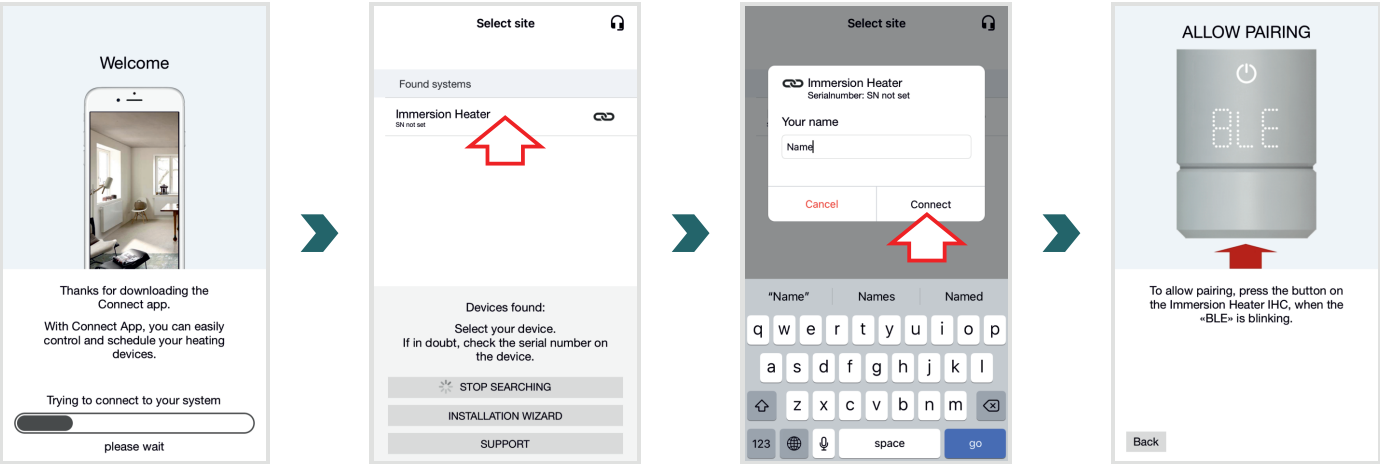 Welcome
Thanks for downloading the
Connect app.
With Connect App, you can easily
control and schedule your heating
devices.
Trying to connect to your system
please wait
Select site
Found systems
Immersion Heater
SN not set
Devices found:
Select your device.
If in doubt, check the serial number on
the device.
STOP SEARCHING
INSTALLATION WIZARD
SUPPORT
Select site
Immersion Heater
Serialnumber: SN not set
Your name
Name
Cancel
Connect
“Name” Names Named
q w e r t y u i o p
a s d f g h j k l
z x c v b n m
123 space go
ALLOW PAIRING
BLE
To allow pairing, press the button on
the Immersion Heater IHC, when the
«BLE» is blinking.
Back